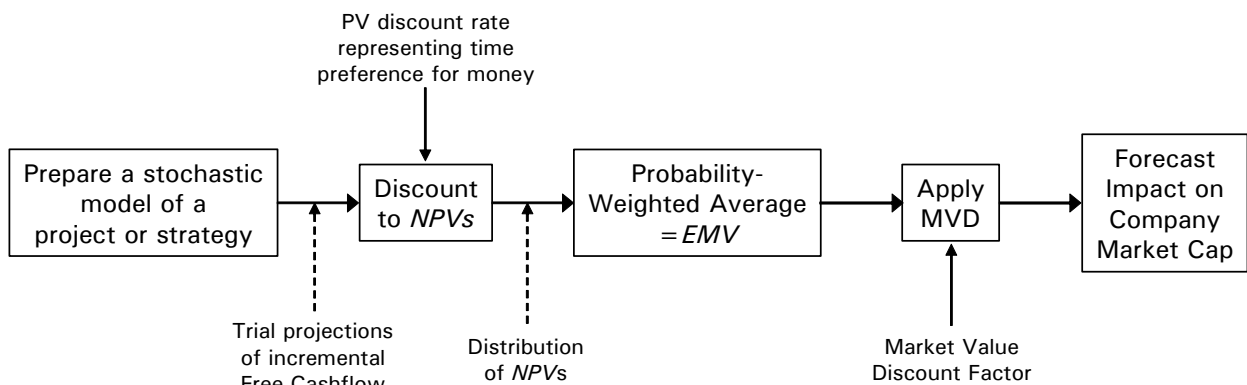 PV discount rate
representing time
preference for money
Prepare a stochastic
model of a
project or strategy
Discount
to NPVs
Probability-
Weighted Average
=EMV
Apply
MVD
Forecast
Impact on
Company
Market Cap
Trial projections
of incremental
Free Cashflow
Distribution
of NPVs
Market Value
Discount Factor